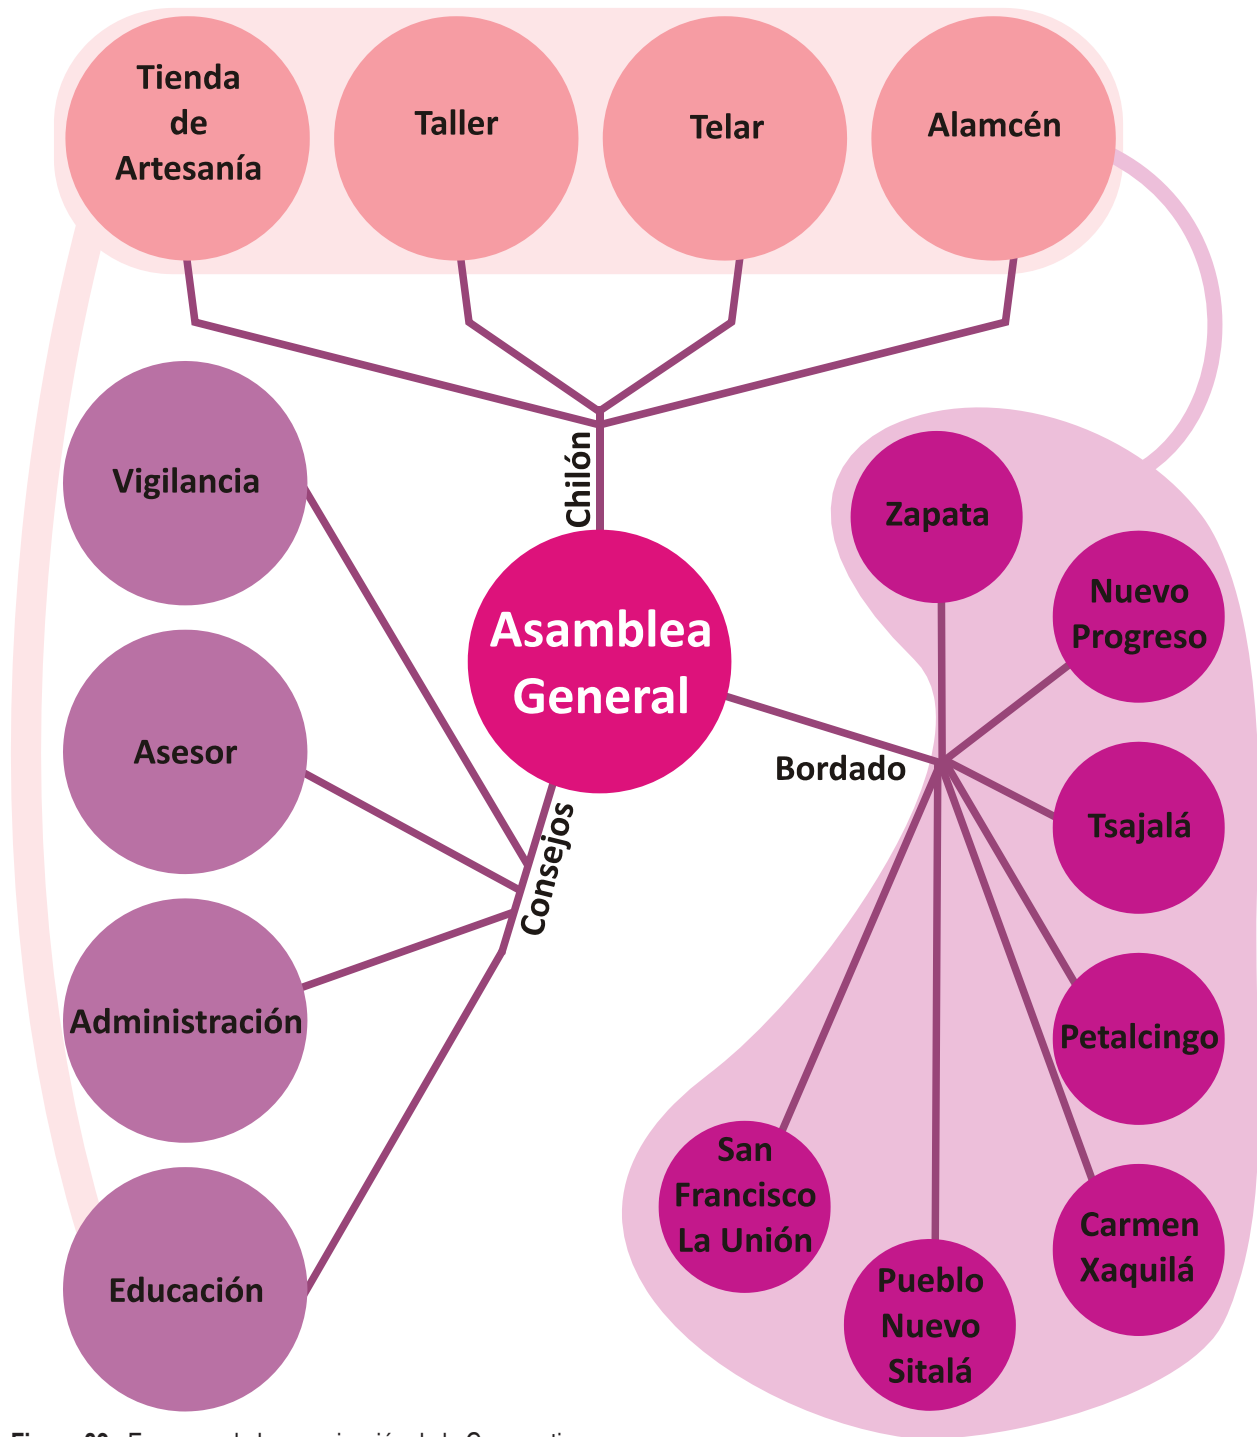 Tienda
de
Artesanía
Taller
Telar
Alamcén
Chilón
Vigilancia
Asesor
Administración
Educación
Asamblea
General
Consejos
Bordado
Zapata
Nuevo
Progreso
Tsajalá
Petalcingo
Carmen
Xaquilá
Pueblo
Nuevo
Sitalá
San
Francisco
La Unión